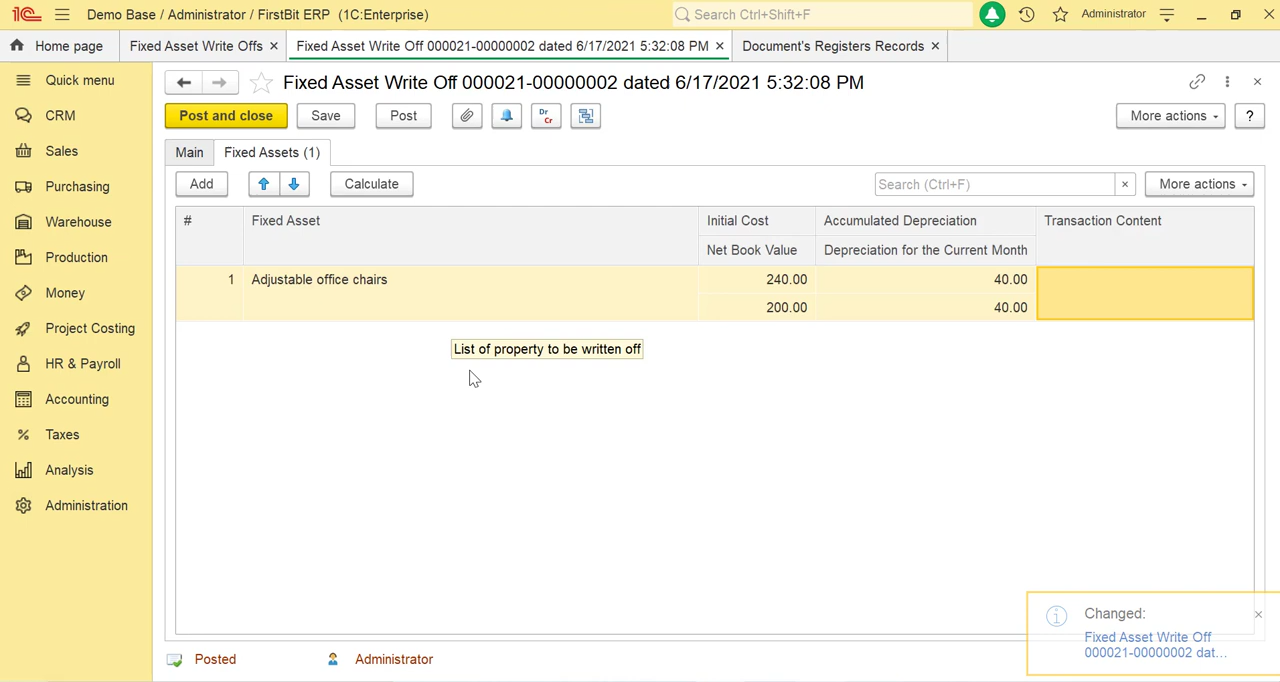 Demo Base / Administrator / FirstBit ERP (1C:Enterprise)
Search Ctrl+Shift+F
Administrator
Home page
Fixed Asset Write Offs ×
Fixed Asset Write Off 000021-00000002 dated 6/17/2021 5:32:08 PM ×
Document's Registers Records ×
Quick menu
CRM
Sales
Purchasing
Warehouse
Production
Money
Project Costing
HR & Payroll
Accounting
Taxes
Analysis
Administration
Fixed Asset Write Off 000021-00000002 dated 6/17/2021 5:32:08 PM
Post and close
Save
Post
Dr
Cr
More actions
?
Main
Fixed Assets (1)
Add
Calculate
Search (Ctrl+F)
×
More actions
# Fixed Asset Initial Cost Accumulated Depreciation Transaction Content
Net Book Value Depreciation for the Current Month
1 Adjustable office chairs 240.00 40.00
200.00 40.00
List of property to be written off
Changed:
Fixed Asset Write Off
000021-00000002 dat...
Posted
Administrator